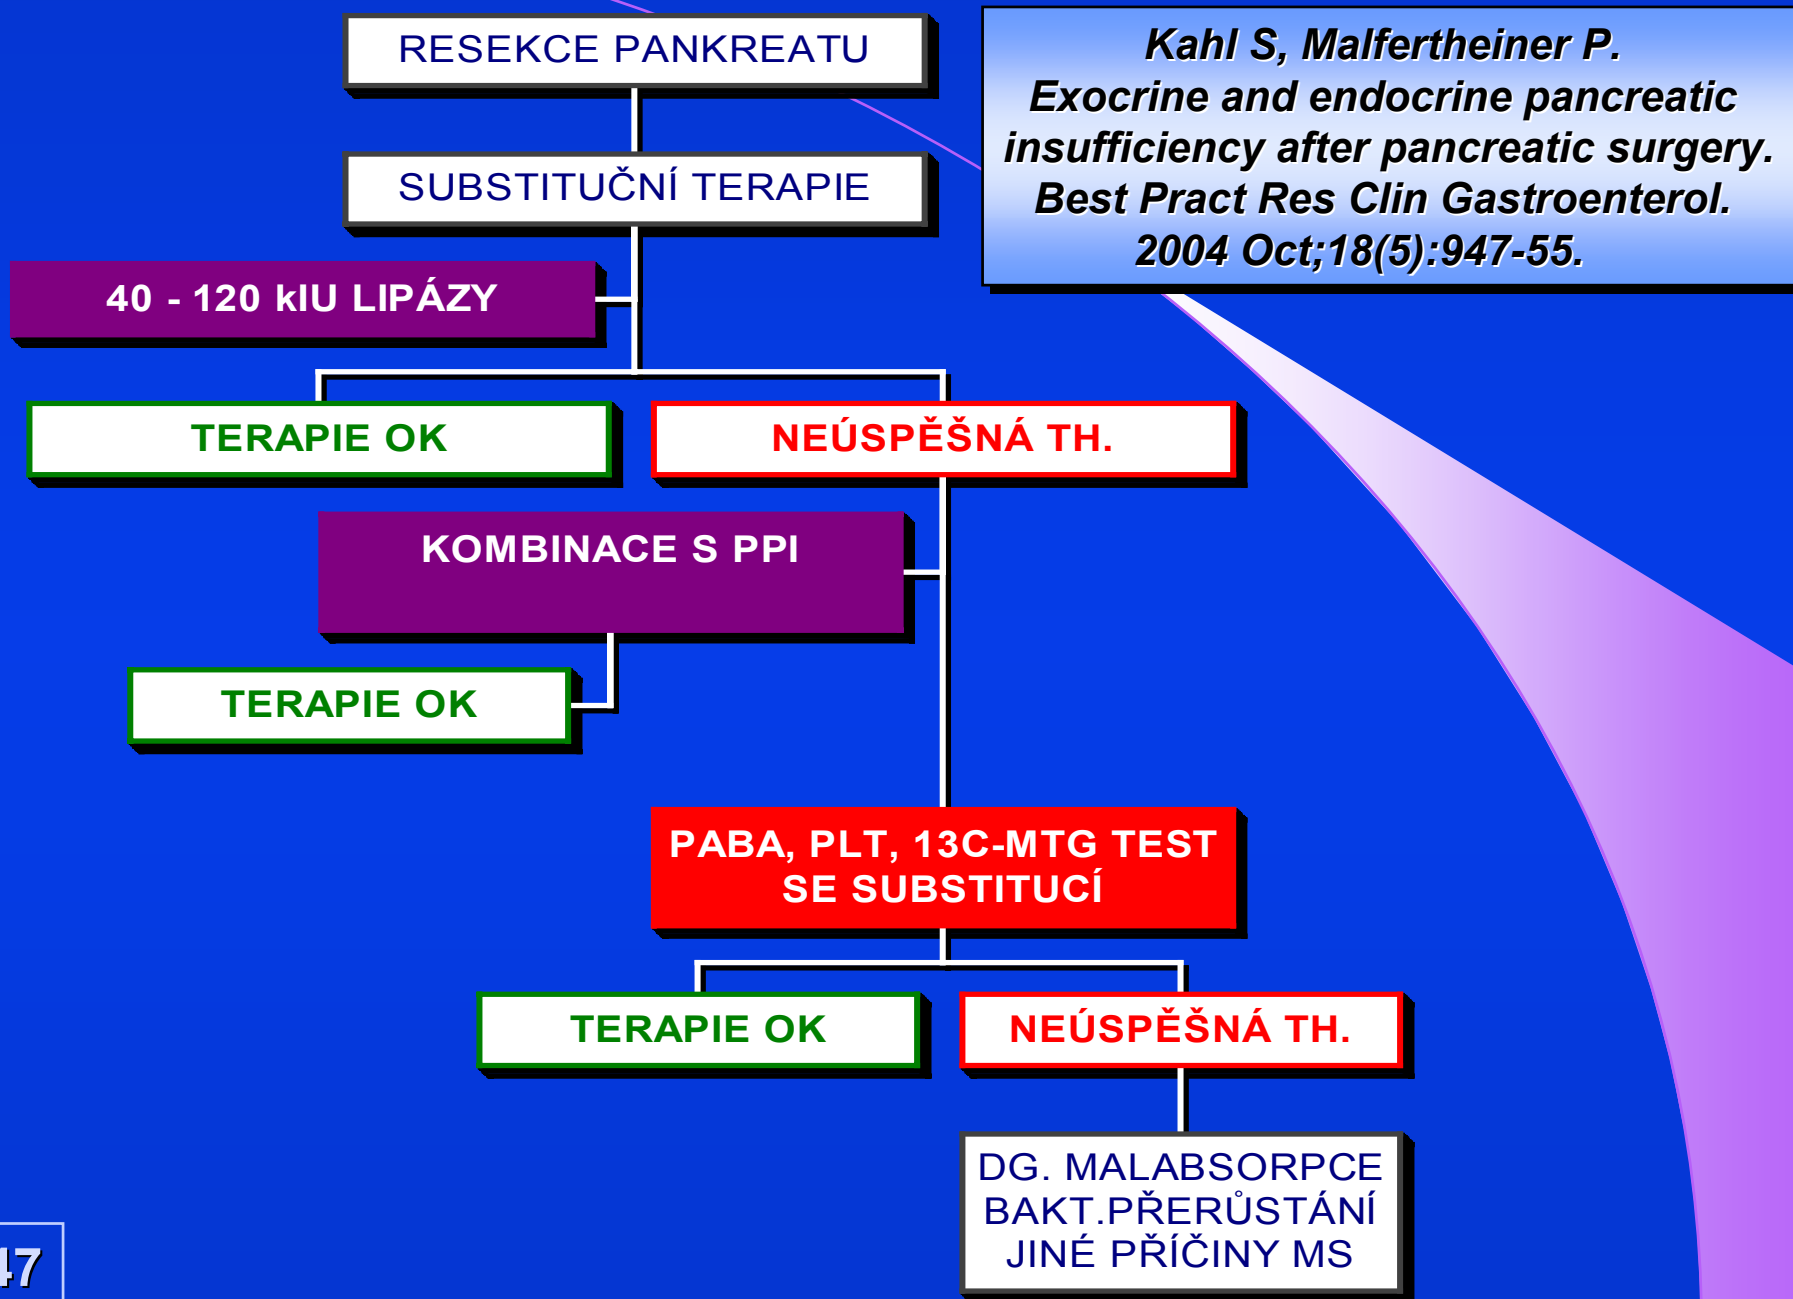 RESEKCE PANKREATU
Kahl S, Malfertheiner P.
Exocrine and endocrine pancreatic
insufficiency after pancreatic surgery.
Best Pract Res Clin Gastroenterol.
2004 Oct;18(5):947-55.
SUBSTITUČNÍ TERAPIE
40 - 120 kIU LIPÁZY
TERAPIE OK
NEÚSPĚŠNÁ TH.
KOMBINACE S PPI
TERAPIE OK
PABA, PLT, 13C-MTG TEST
SE SUBSTITUCÍ
TERAPIE OK
NEÚSPĚŠNÁ TH.
DG. MALABSORPCE
BAKT.PŘERŮSTÁNÍ
JINÉ PŘÍČINY MS
47